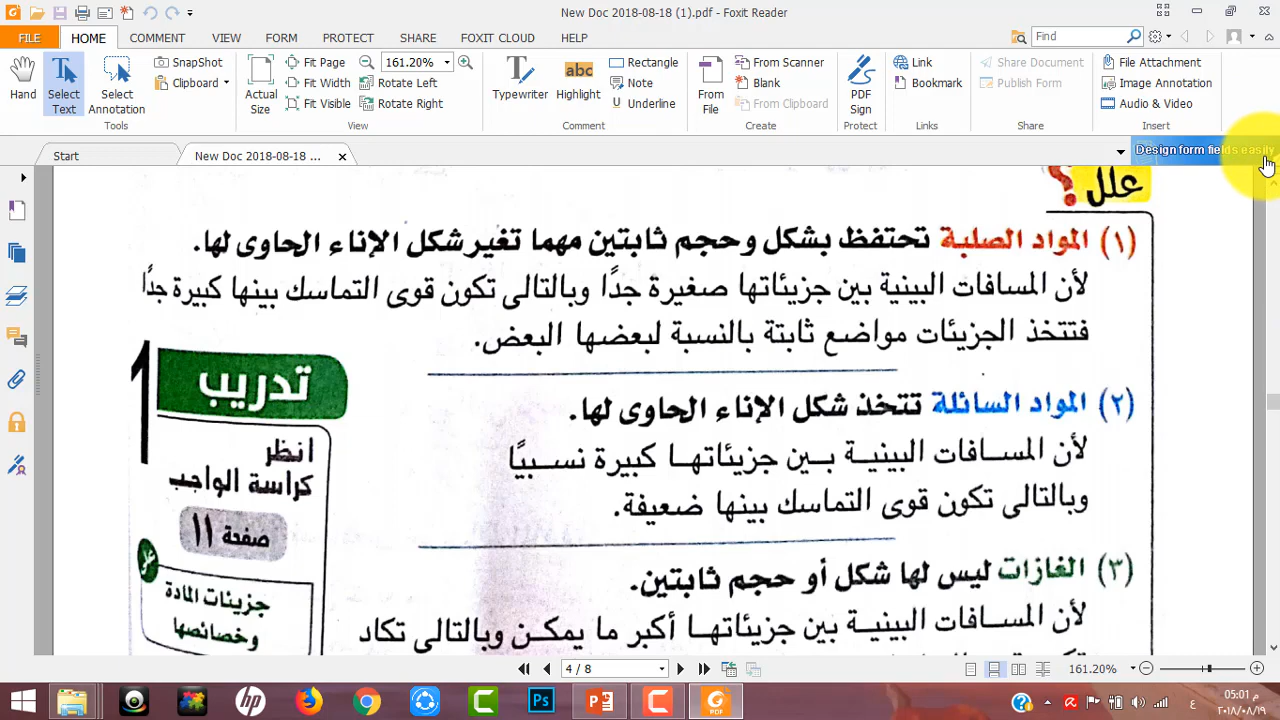 New Doc 2018-08-18 (1).pdf - Foxit Reader
FILE HOME COMMENT VIEW FORM PROTECT SHARE FOXIT CLOUD HELP
Find
Hand
Select Text
Select Annotation
SnapShot
Clipboard
Tools
Actual Size
Fit Page
Fit Width
Fit Visible
161.20%
Rotate Left
Rotate Right
View
Typewriter
Highlight
Rectangle
Note
Underline
Comment
From File
From Scanner
Blank
From Clipboard
Create
PDF Sign
Protect
Link
Bookmark
Links
Share Document
Publish Form
Share
File Attachment
Image Annotation
Audio & Video
Insert
Start
New Doc 2018-08-18 ...
Design form fields easily
علل؟
(١) المواد الصلبة تحتفظ بشكل وحجم ثابتين مهما تغير شكل الإناء الحاوى لها.
لأن المسافات البينية بين جزيئاتها صغيرة جدًا وبالتالى تكون قوى التماسك بينها كبيرة جدًا
فتتخذ الجزيئات مواضع ثابتة بالنسبة لبعضها البعض.
(٢) المواد السائلة تتخذ شكل الإناء الحاوى لها.
لأن المسافات البينية بين جزيئاتها كبيرة نسبيًا
وبالتالى تكون قوى التماسك بينها ضعيفة.
(٣) الغازات ليس لها شكل أو حجم ثابتين.
لأن المسافات البينية بين جزيئاتها أكبر ما يمكن وبالتالى تكاد
تدريب
1
انظر
كراسة الواجب
صفحة ١١
جزيئات المادة
وخصائصها
4 / 8
161.20%
hp
Ps
PDF
٤
05:01 م
٢٠١٨/٠٨/١٩